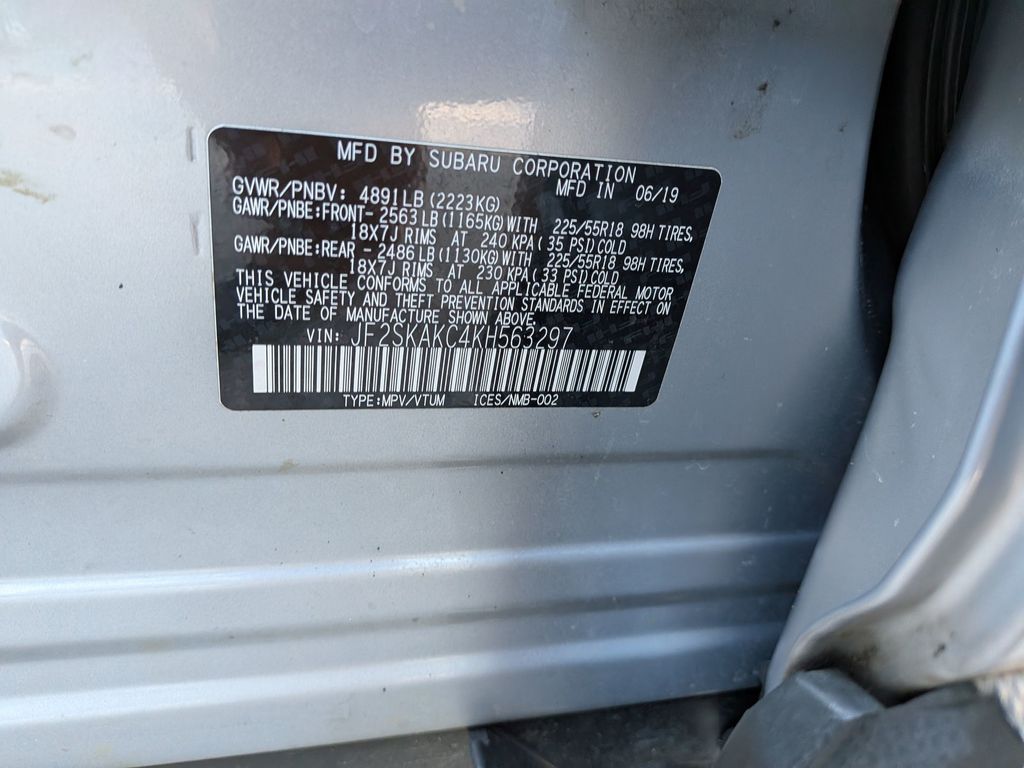 MFD BY SUBARU CORPORATION
GVWR/PNBV: 4891LB (2223KG) MFD IN 06/19
GAWR/PNBE:FRONT- 2563 LB (1165KG) WITH 225/55R18 98H TIRES,
18X7J RIMS AT 240 KPA ( 35 PSI) COLD
GAWR/PNBE:REAR - 2486 LB (1130KG) WITH 225/55R18 98H TIRES,
18X7J RIMS AT 230 KPA ( 33 PSI) COLD
THIS VEHICLE CONFORMS TO ALL APPLICABLE FEDERAL MOTOR
VEHICLE SAFETY AND THEFT PREVENTION STANDARDS IN EFFECT ON
THE DATE OF MANUFACTURE SHOWN ABOVE.
VIN: JF2SKAKC4KH563297
TYPE:MPV/VTUM ICES/NMB-002